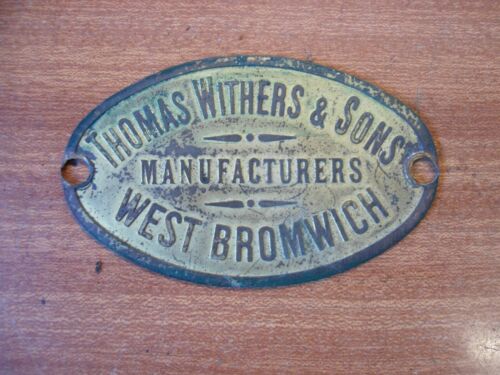 THOMAS WITHERS & SONS
MANUFACTURERS
WEST BROMWICH